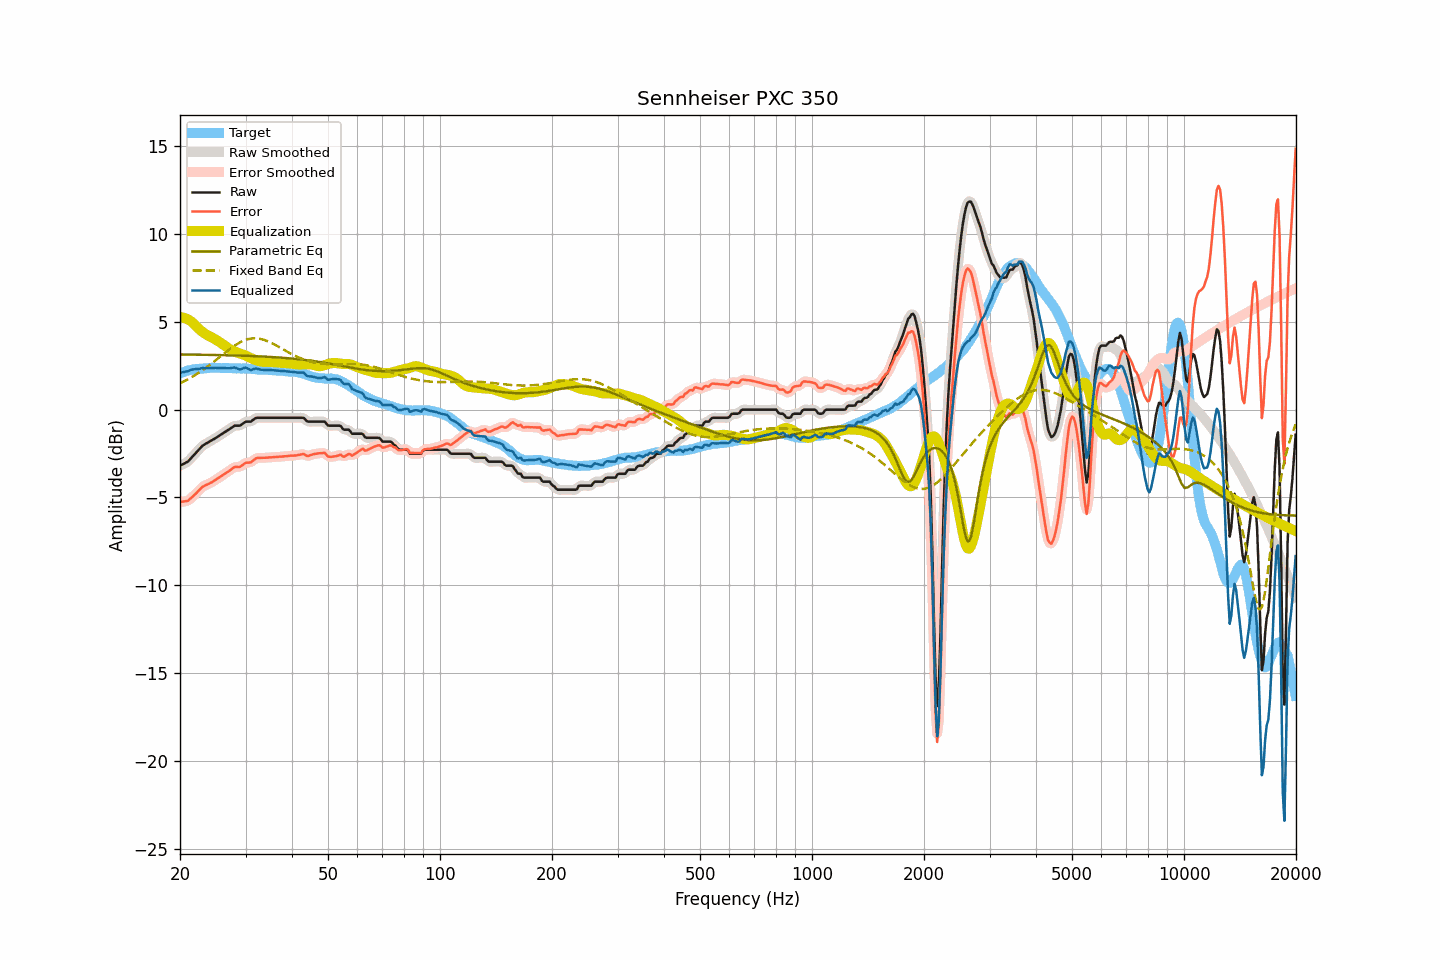 Sennheiser PXC 350
Target
Raw Smoothed
Error Smoothed
Raw
Error
Equalization
Parametric Eq
Fixed Band Eq
Equalized
15
10
5
0
−5
−10
−15
−20
−25
Amplitude (dBr)
20 50 100 200 500 1000 2000 5000 10000 20000
Frequency (Hz)